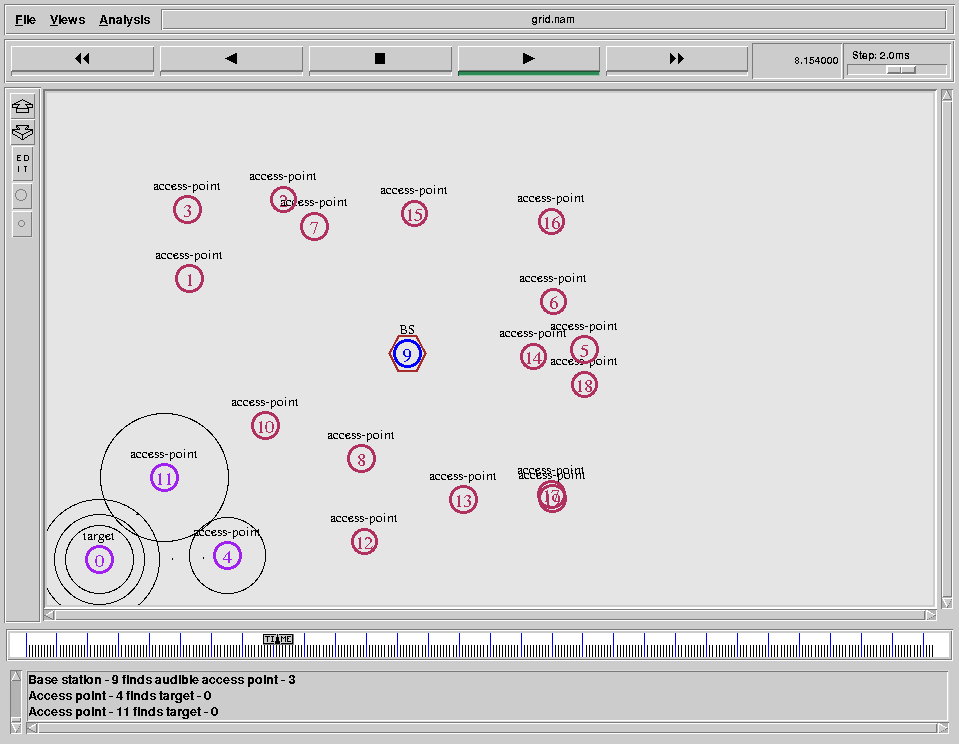 File Views Analysis grid.nam
8.154000 Step: 2.0ms
ED
IT
access-point
access-point
3
2
access-point
7
access-point
15
access-point
16
access-point
1
access-point
6
BS
9
access-point
14
access-point
5
access-point
18
access-point
10
access-point
8
access-point
11
access-point
13
access-point
access-point
17
access-point
12
target
0
access-point
4
TIME
Base station - 9 finds audible access point - 3
Access point - 4 finds target - 0
Access point - 11 finds target - 0